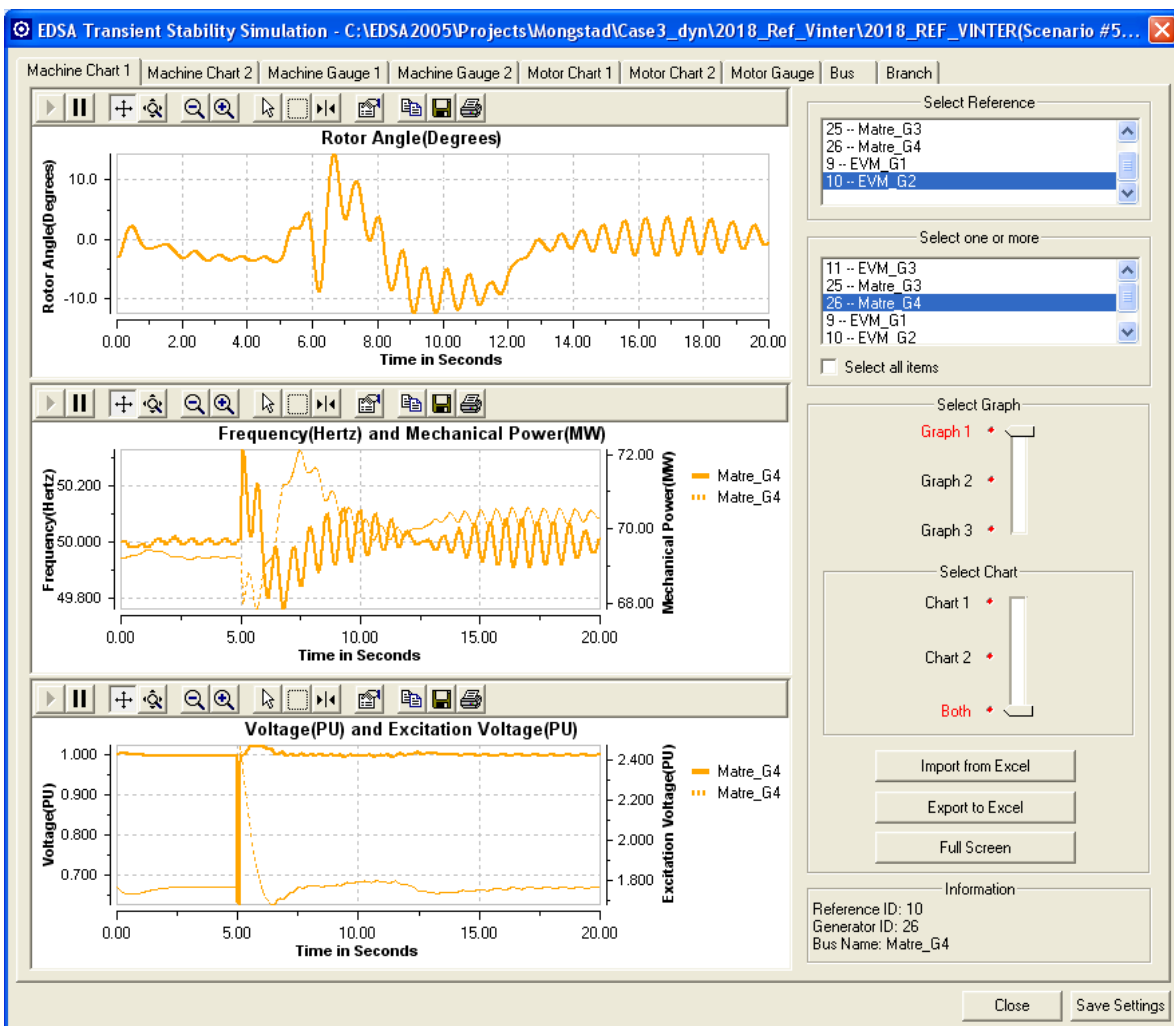 EDSA Transient Stability Simulation - C:\EDSA2005\Projects\Mongstad\Case3_dyn\2018_Ref_Vinter\2018_REF_VINTER(Scenario #5...
Machine Chart 1 Machine Chart 2 Machine Gauge 1 Machine Gauge 2 Motor Chart 1 Motor Chart 2 Motor Gauge Bus Branch
Rotor Angle(Degrees)
Rotor Angle(Degrees)
10.0
0.0
-10.0
0.00 2.00 4.00 6.00 8.00 10.00 12.00 14.00 16.00 18.00 20.00
Time in Seconds
Frequency(Hertz) and Mechanical Power(MW)
Frequency(Hertz)
50.200
50.000
49.800
72.00
70.00
68.00
Mechanical Power(MW)
Matre_G4
Matre_G4
0.00 5.00 10.00 15.00 20.00
Time in Seconds
Voltage(PU) and Excitation Voltage(PU)
Voltage(PU)
1.000
0.900
0.800
0.700
2.400
2.200
2.000
1.800
Excitation Voltage(PU)
Matre_G4
Matre_G4
0.00 5.00 10.00 15.00 20.00
Time in Seconds
Select Reference
25 -- Matre_G3
26 -- Matre_G4
9 -- EVM_G1
10 -- EVM_G2
Select one or more
11 -- EVM_G3
25 -- Matre_G3
26 -- Matre_G4
9 -- EVM_G1
10 -- EVM_G2
Select all items
Select Graph
Graph 1
Graph 2
Graph 3
Select Chart
Chart 1
Chart 2
Both
Import from Excel
Export to Excel
Full Screen
Information
Reference ID: 10
Generator ID: 26
Bus Name: Matre_G4
Close Save Settings